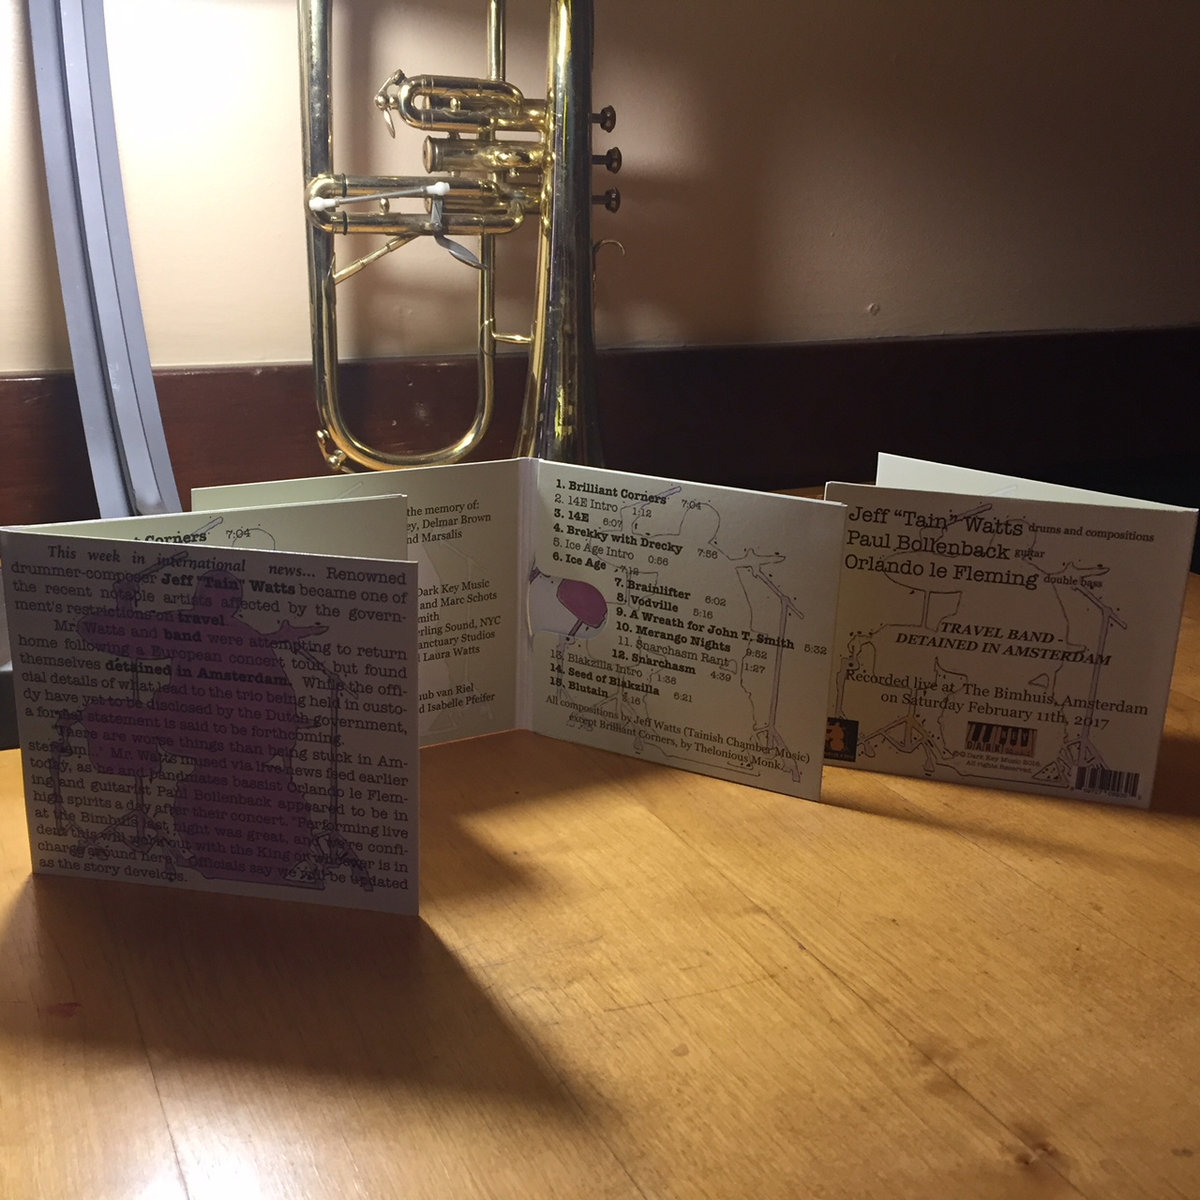 Corners 7:04
This week in international news... Renowned
drummer-composer Jeff "Tain" Watts became one of
the recent notable artists affected by the govern-
ment's restrictions on travel.
Mr. Watts and band were attempting to return
home following a European concert tour, but found
themselves detained in Amsterdam. While the offi-
cial details of what lead to the trio being held in custo-
dy have yet to be disclosed by the Dutch government,
a formal statement is said to be forthcoming.
"There are worse things than being stuck in Am-
sterdam..." Mr. Watts mused via live news feed earlier
today, as he and bandmates bassist Orlando le Flem-
ing and guitarist Paul Bollenback appeared to be in
high spirits a day after their concert. "Performing live
at the Bimhuis last night was great, and we're confi-
dent this will work out with the King or whoever is in
charge around here." Officials say we will be updated
as the story develops.
the memory of:
ey, Delmar Brown
nd Marsalis
Dark Key Music
and Marc Schots
mith
erling Sound, NYC
anctuary Studios
Laura Watts
ub van Riel
d Isabelle Pfeifer
1. Brilliant Corners 7:04
2. 14E Intro 1:12
3. 14E 6:07
4. Brekky with Drecky 7:56
5. Ice Age Intro 0:56
6. Ice Age 7:12
7. Brainlifter 6:02
8. Vodville 5:16
9. A Wreath for John T. Smith 5:32
10. Merango Nights 9:52
11. Snarchasm Rant 1:27
12. Snarchasm 4:39
13. Blakzilla Intro 1:38
14. Seed of Blakzilla 6:21
15. Blutain 5:16
All compositions by Jeff Watts (Tainish Chamber Music)
except Brilliant Corners, by Thelonious Monk.
Jeff "Tain" Watts drums and compositions
Paul Bollenback guitar
Orlando le Fleming double bass
TRAVEL BAND -
DETAINED IN AMSTERDAM
Recorded live at The Bimhuis, Amsterdam
on Saturday February 11th, 2017
DARK KEY
© Dark Key Music 2018.
All rights Reserved.